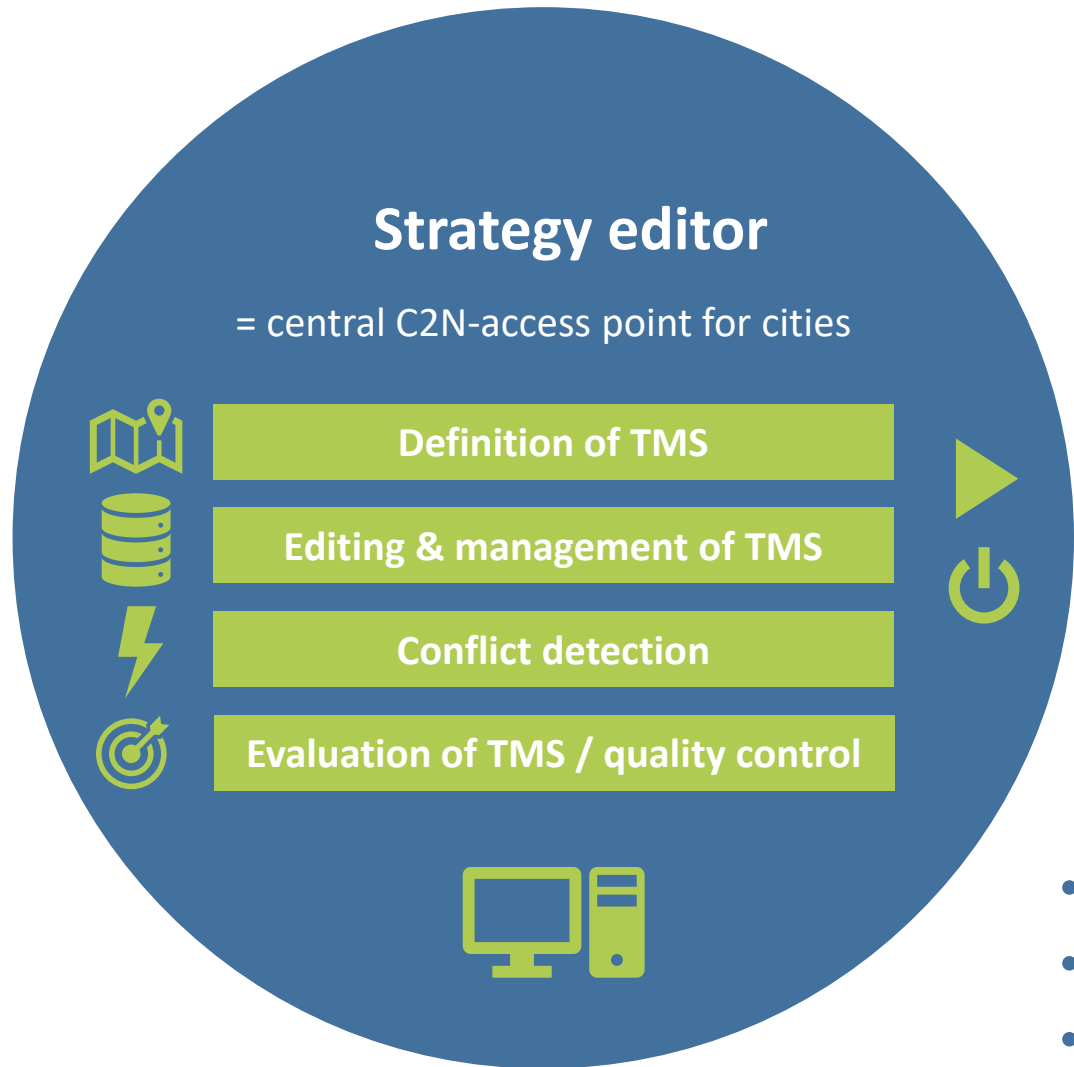 Strategy editor
= central C2N-access point for cities
Definition of TMS
Editing & management of TMS
Conflict detection
Evaluation of TMS / quality control